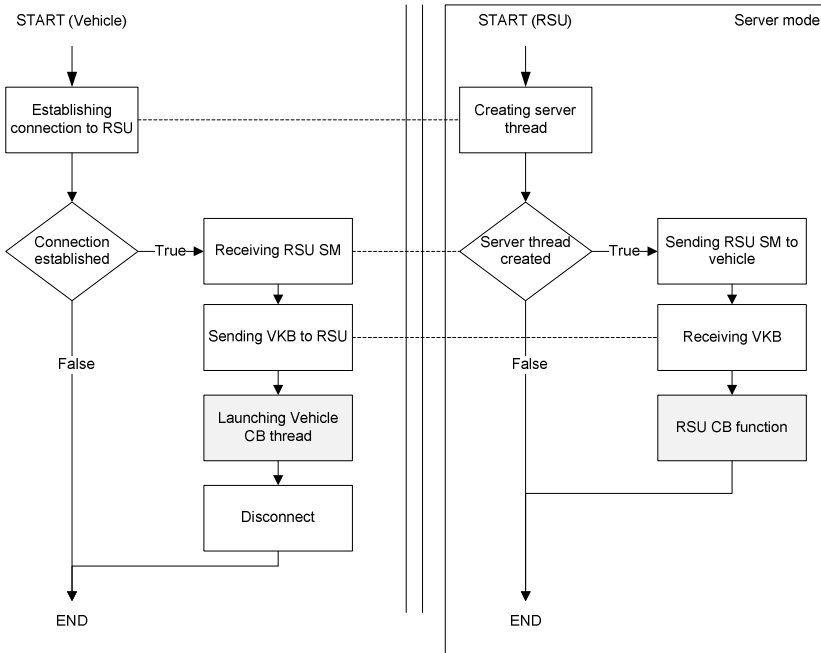 START (Vehicle)
Establishing
connection to RSU
Connection
established
True
Receiving RSU SM
Sending VKB to RSU
False
Launching Vehicle
CB thread
Disconnect
END
START (RSU)
Server mode
Creating server
thread
Server thread
created
True
Sending RSU SM to
vehicle
Receiving VKB
False
RSU CB function
END